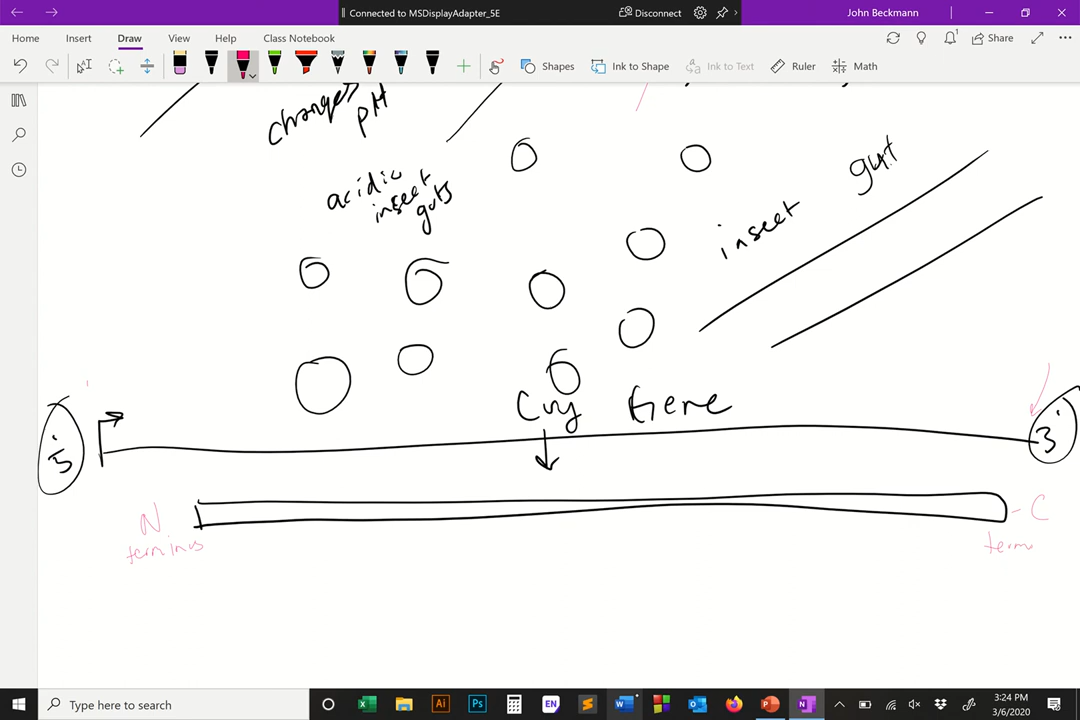 Connected to MSDisplayAdapter_5E
Disconnect
John Beckmann
Home Insert Draw View Help Class Notebook
Share
Shapes
Ink to Shape
Ink to Text
Ruler
Math
changes
pH
acidic
insect
guts
insect gut
Cry Gene
5'
3'
N
terminus
- C
termu
Type here to search
EN
3:24 PM
3/6/2020